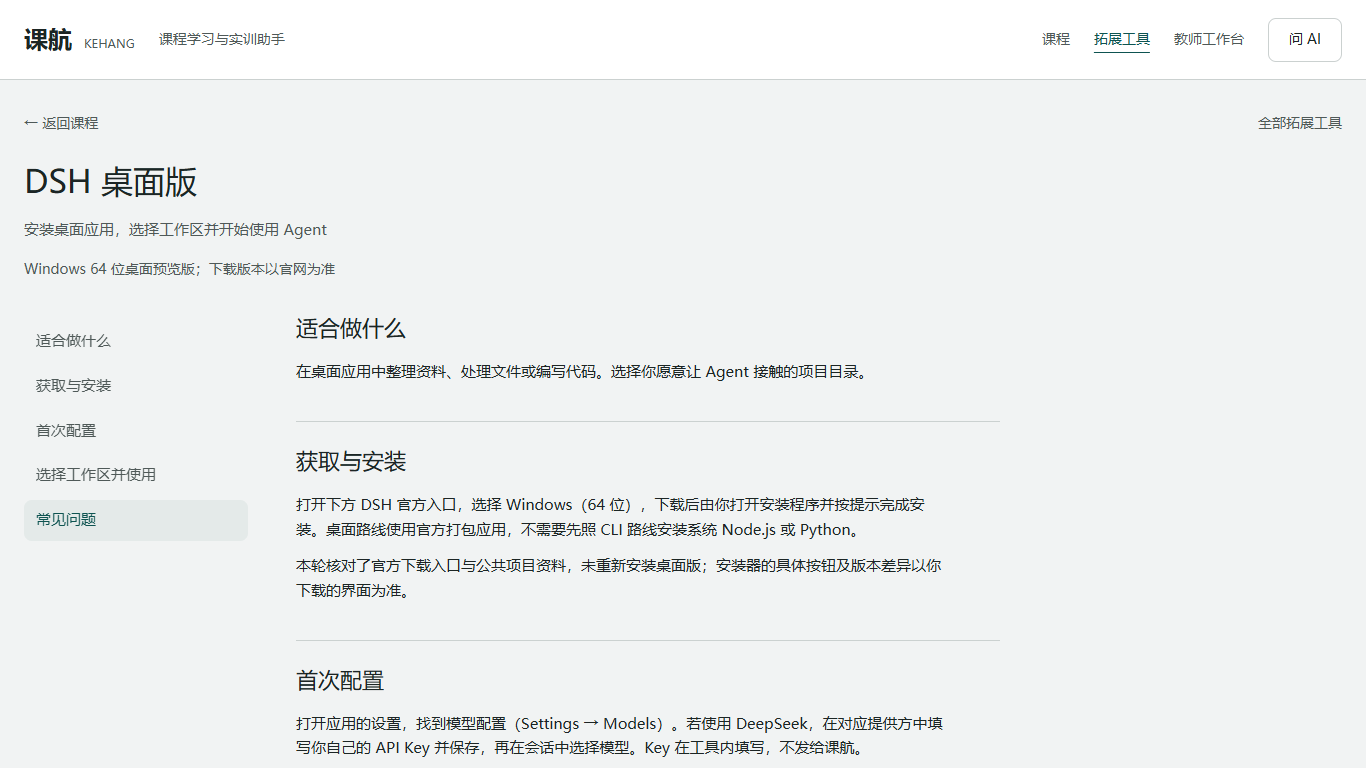 课航 KEHANG 课程学习与实训助手 课程 拓展工具 教师工作台 问 AI
← 返回课程 全部拓展工具
DSH 桌面版
安装桌面应用，选择工作区并开始使用 Agent
Windows 64 位桌面预览版；下载版本以官网为准
适合做什么
获取与安装
首次配置
选择工作区并使用
常见问题
适合做什么
在桌面应用中整理资料、处理文件或编写代码。选择你愿意让 Agent 接触的项目目录。
获取与安装
打开下方 DSH 官方入口，选择 Windows（64 位），下载后由你打开安装程序并按提示完成安
装。桌面路线使用官方打包应用，不需要先照 CLI 路线安装系统 Node.js 或 Python。
本轮核对了官方下载入口与公共项目资料，未重新安装桌面版；安装器的具体按钮及版本差异以你
下载的界面为准。
首次配置
打开应用的设置，找到模型配置（Settings → Models）。若使用 DeepSeek，在对应提供方中填
写你自己的 API Key 并保存，再在会话中选择模型。Key 在工具内填写，不发给课航。